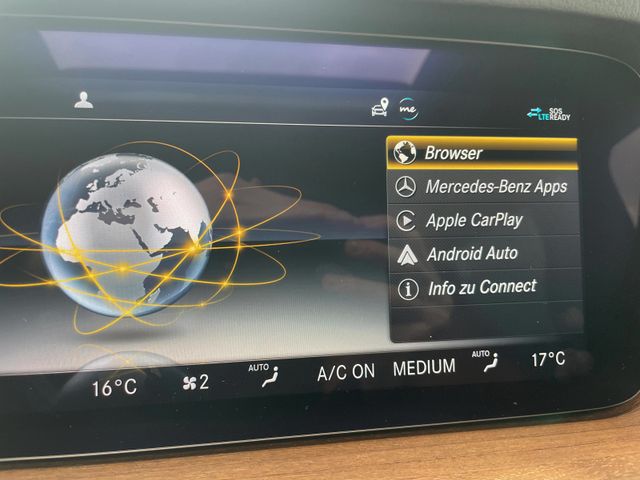 me
SOS
LTE READY
Browser
Mercedes-Benz Apps
Apple CarPlay
Android Auto
Info zu Connect
16°C
2
AUTO
A/C ON
MEDIUM
AUTO
17°C